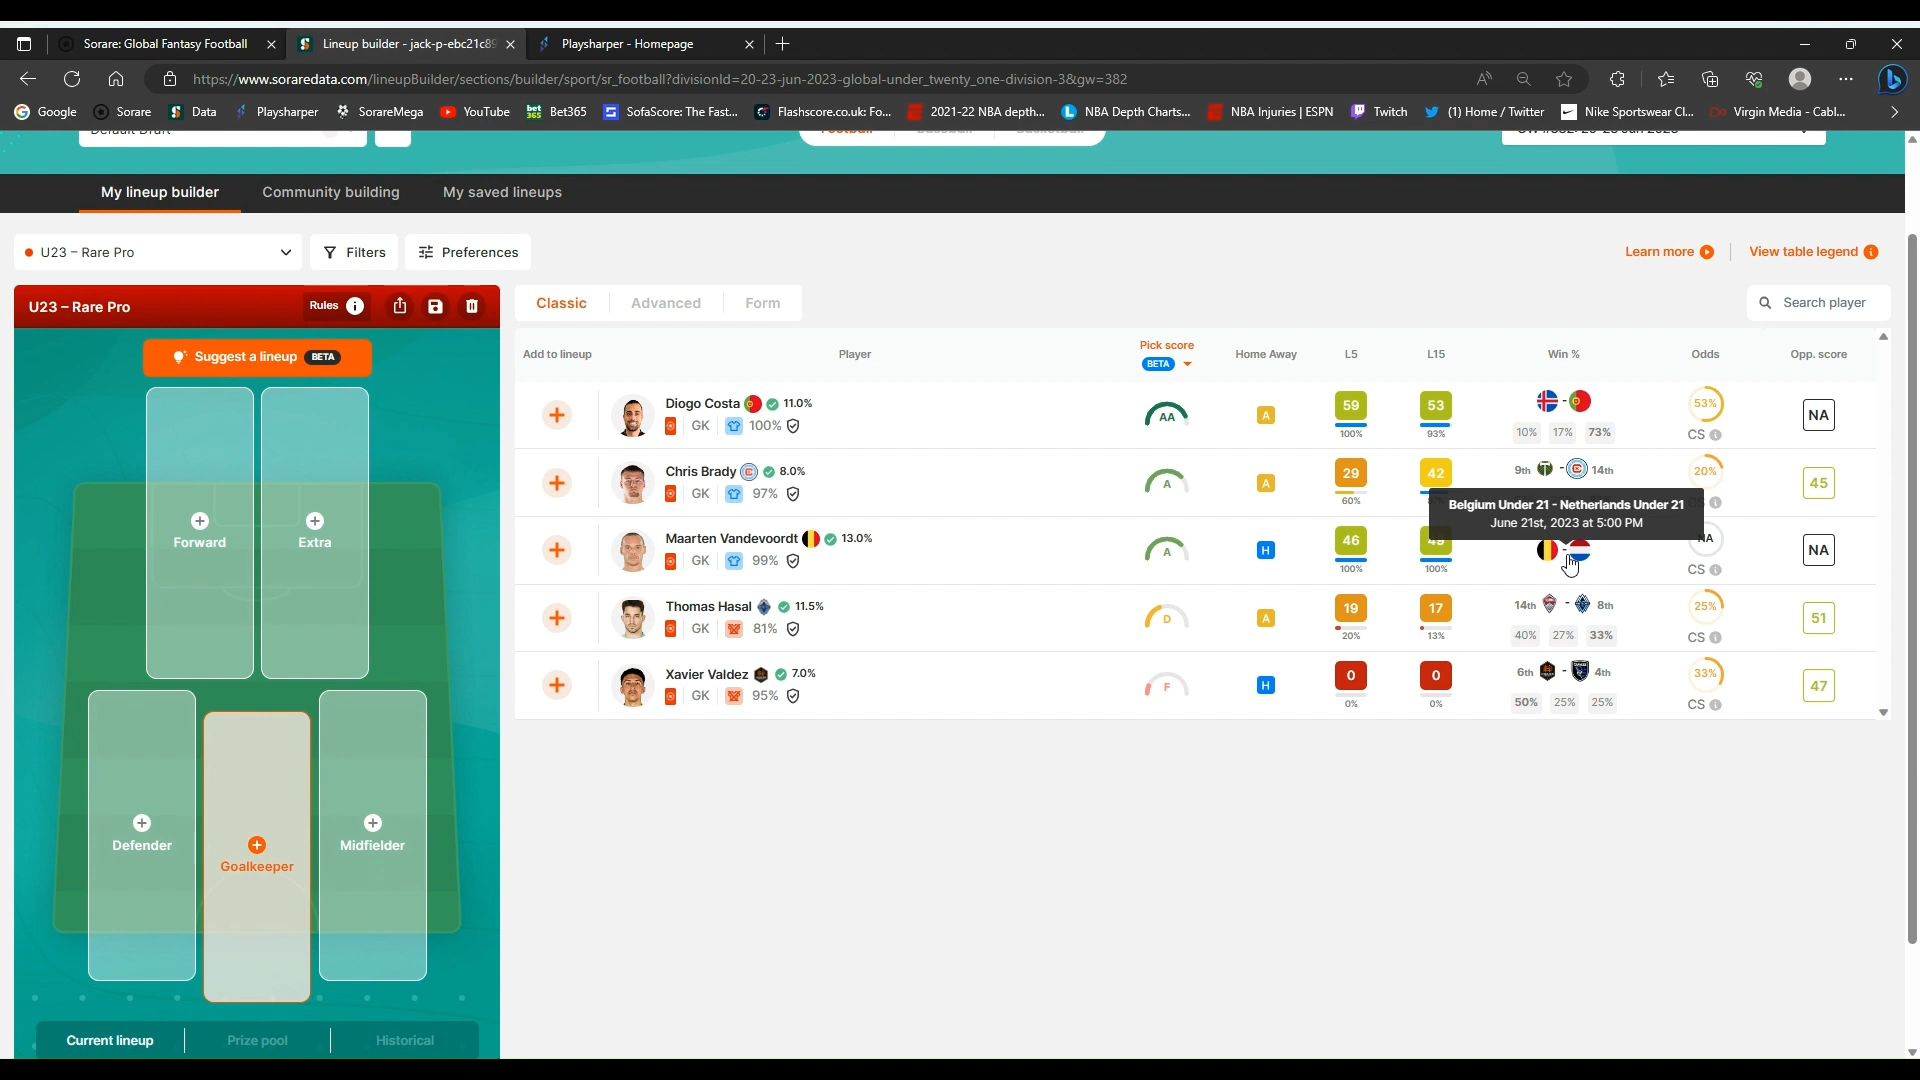 Sorare: Global Fantasy Football
Lineup builder - jack-p-ebc21c89
Playsharper - Homepage
https://www.soraredata.com/lineupBuilder/sections/builder/sport/sr_football?divisionId=20-23-jun-2023-global-under_twenty_one-division-3&gw=382
Google
Sorare
Data
Playsharper
SorareMega
YouTube
bet365 Bet365
SofaScore: The Fast...
Flashscore.co.uk: Fo...
2021-22 NBA depth...
NBA Depth Charts...
NBA Injuries | ESPN
Twitch
(1) Home / Twitter
Nike Sportswear Cl...
Virgin Media - Cabl...
Default Draft
Football
Baseball
Basketball
My lineup builder
Community building
My saved lineups
U23 – Rare Pro
Filters
Preferences
Learn more
View table legend
U23 – Rare Pro
Rules
Classic
Advanced
Form
Search player
Suggest a lineup BETA
Add to lineup
Player
Pick score
BETA
Home Away
L5
L15
Win %
Odds
Opp. score
Diogo Costa 11.0%
GK 100%
AA
A
59
100%
53
93%
10% 17% 73%
53%
CS
NA
Chris Brady 8.0%
GK 97%
A
A
29
60%
42
9th - 14th
20%
45
Belgium Under 21 - Netherlands Under 21
June 21st, 2023 at 5:00 PM
Maarten Vandevoordt 13.0%
GK 99%
A
H
46
100%
100%
NA
CS
NA
Thomas Hasal 11.5%
GK 81%
D
A
19
20%
17
13%
14th - 8th
40% 27% 33%
25%
CS
51
Xavier Valdez 7.0%
GK 95%
F
H
0
0%
0
0%
6th - 4th
50% 25% 25%
33%
CS
47
Forward
Extra
Defender
Goalkeeper
Midfielder
Current lineup
Prize pool
Historical